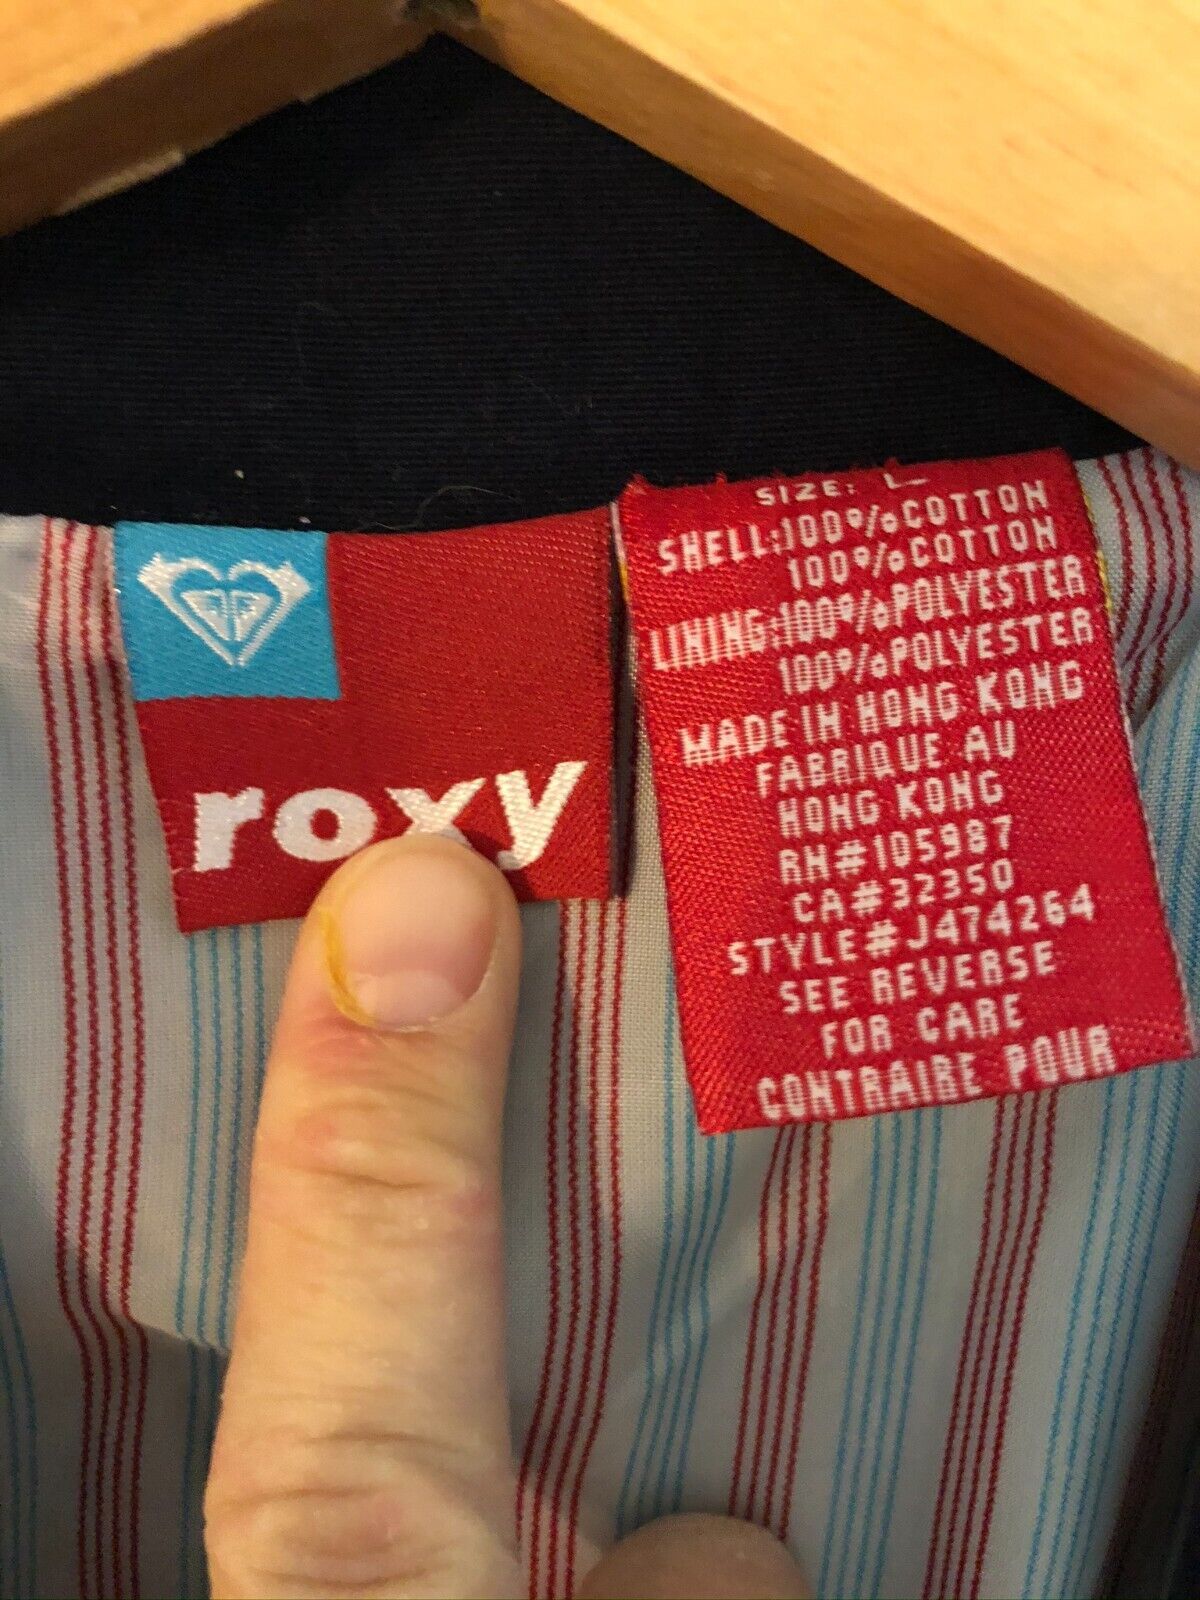 roxy
SIZE: L
SHELL:100%COTTON
100%COTTON
LINING:100%POLYESTER
100%POLYESTER
MADE IN HONG KONG
FABRIQUE AU
HONG KONG
RN#105987
CA#32350
STYLE#J474264
SEE REVERSE
FOR CARE
CONTRAIRE POUR